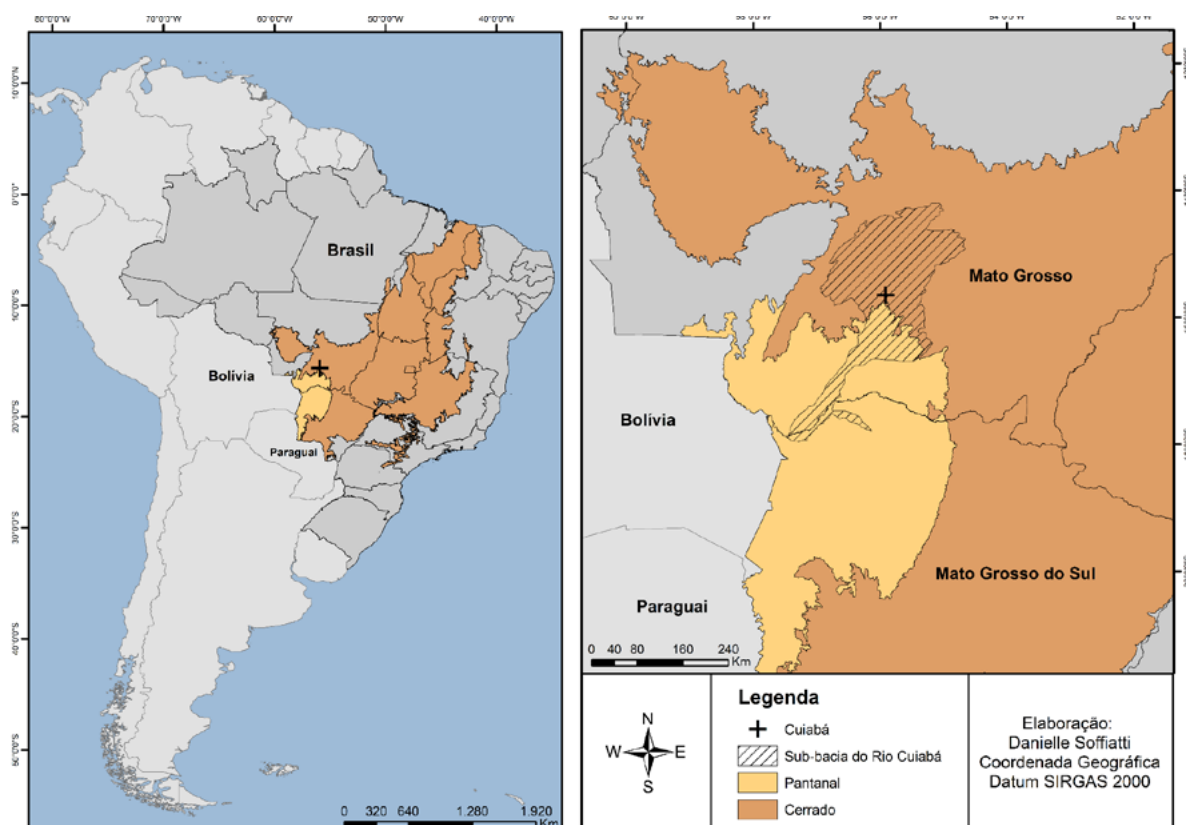 80°0'0"W
70°0'0"W
60°0'0"W
50°0'0"W
40°0'0"W
10°0'0"N
10°0'0"S
20°0'0"S
30°0'0"S
40°0'0"S
50°0'0"S
Brasil
Bolívia
Paraguai
0 320 640 1.280 1.920
Km
Mato Grosso
Bolívia
Mato Grosso do Sul
Paraguai
0 40 80 160 240
Km
N
W E
S
Legenda
Cuiabá
Sub-bacia do Rio Cuiabá
Pantanal
Cerrado
Elaboração:
Danielle Soffiatti
Coordenada Geográfica
Datum SIRGAS 2000